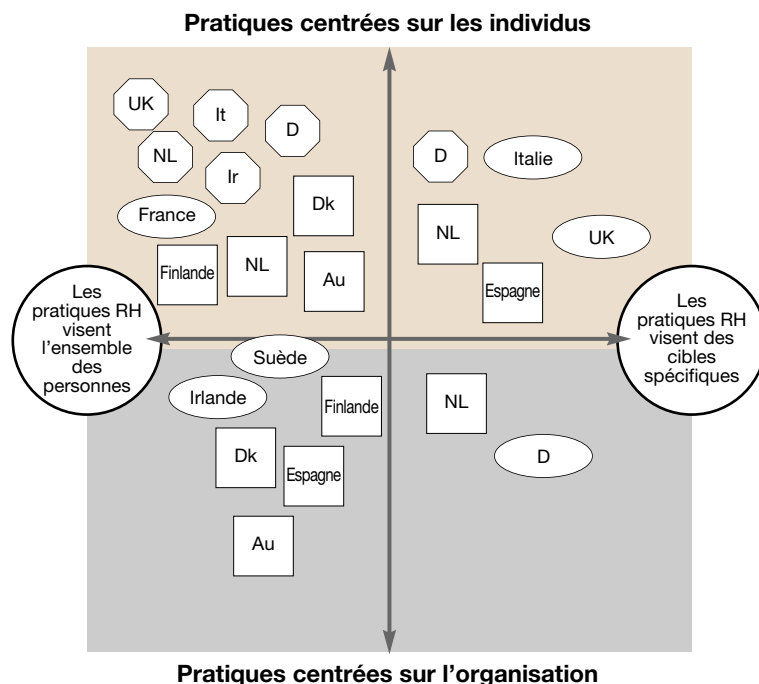 Pratiques centrées sur les individus
UK
It
D
NL
Ir
D
Italie
France
Dk
NL
UK
Finlande
NL
Au
Espagne
Les
pratiques RH
visent
l'ensemble
des
personnes
Les
pratiques RH
visent des
cibles
spécifiques
Suède
Irlande
Finlande
NL
Dk
Espagne
D
Au
Pratiques centrées sur l'organisation